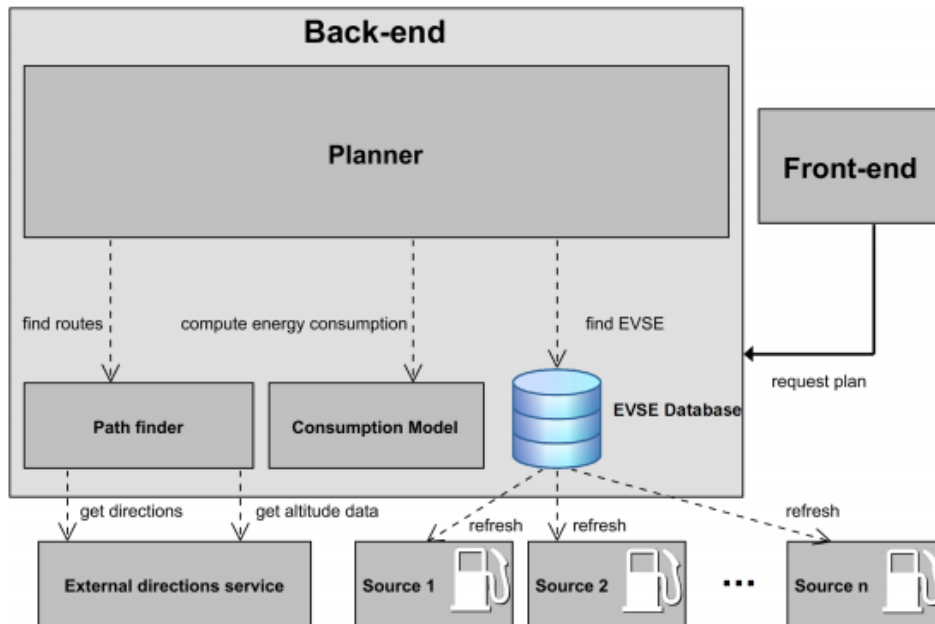 Back-end
Planner
Front-end
find routes
compute energy consumption
find EVSE
request plan
Path finder
Consumption Model
EVSE Database
get directions
get altitude data
refresh
refresh
refresh
External directions service
Source 1
Source 2
...
Source n